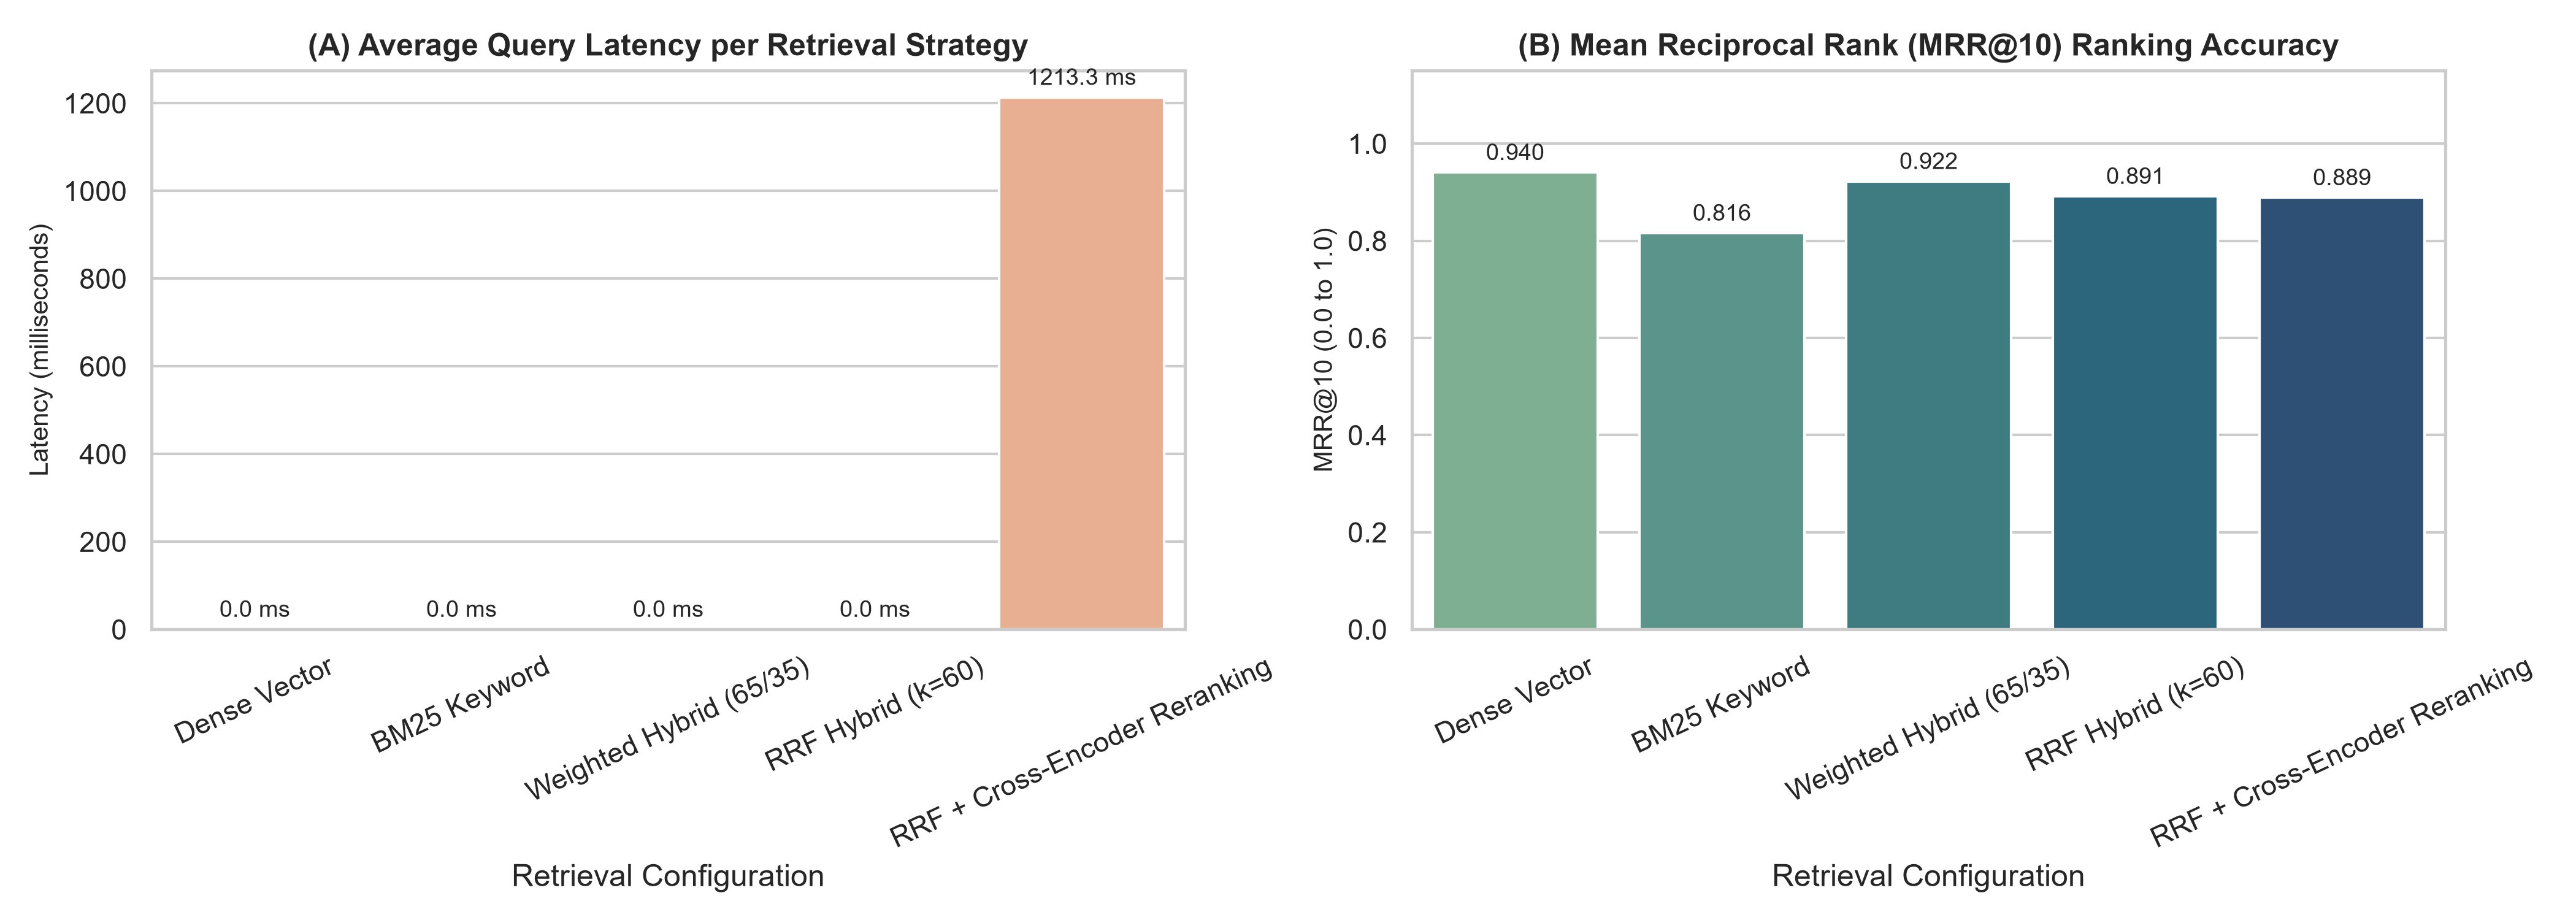 (A) Average Query Latency per Retrieval Strategy
Latency (milliseconds)
1200
1000
800
600
400
200
0
0.0 ms
0.0 ms
0.0 ms
0.0 ms
1213.3 ms
Dense Vector
BM25 Keyword
Weighted Hybrid (65/35)
RRF Hybrid (k=60)
RRF + Cross-Encoder Reranking
Retrieval Configuration
(B) Mean Reciprocal Rank (MRR@10) Ranking Accuracy
MRR@10 (0.0 to 1.0)
1.0
0.8
0.6
0.4
0.2
0.0
0.940
0.816
0.922
0.891
0.889
Dense Vector
BM25 Keyword
Weighted Hybrid (65/35)
RRF Hybrid (k=60)
RRF + Cross-Encoder Reranking
Retrieval Configuration